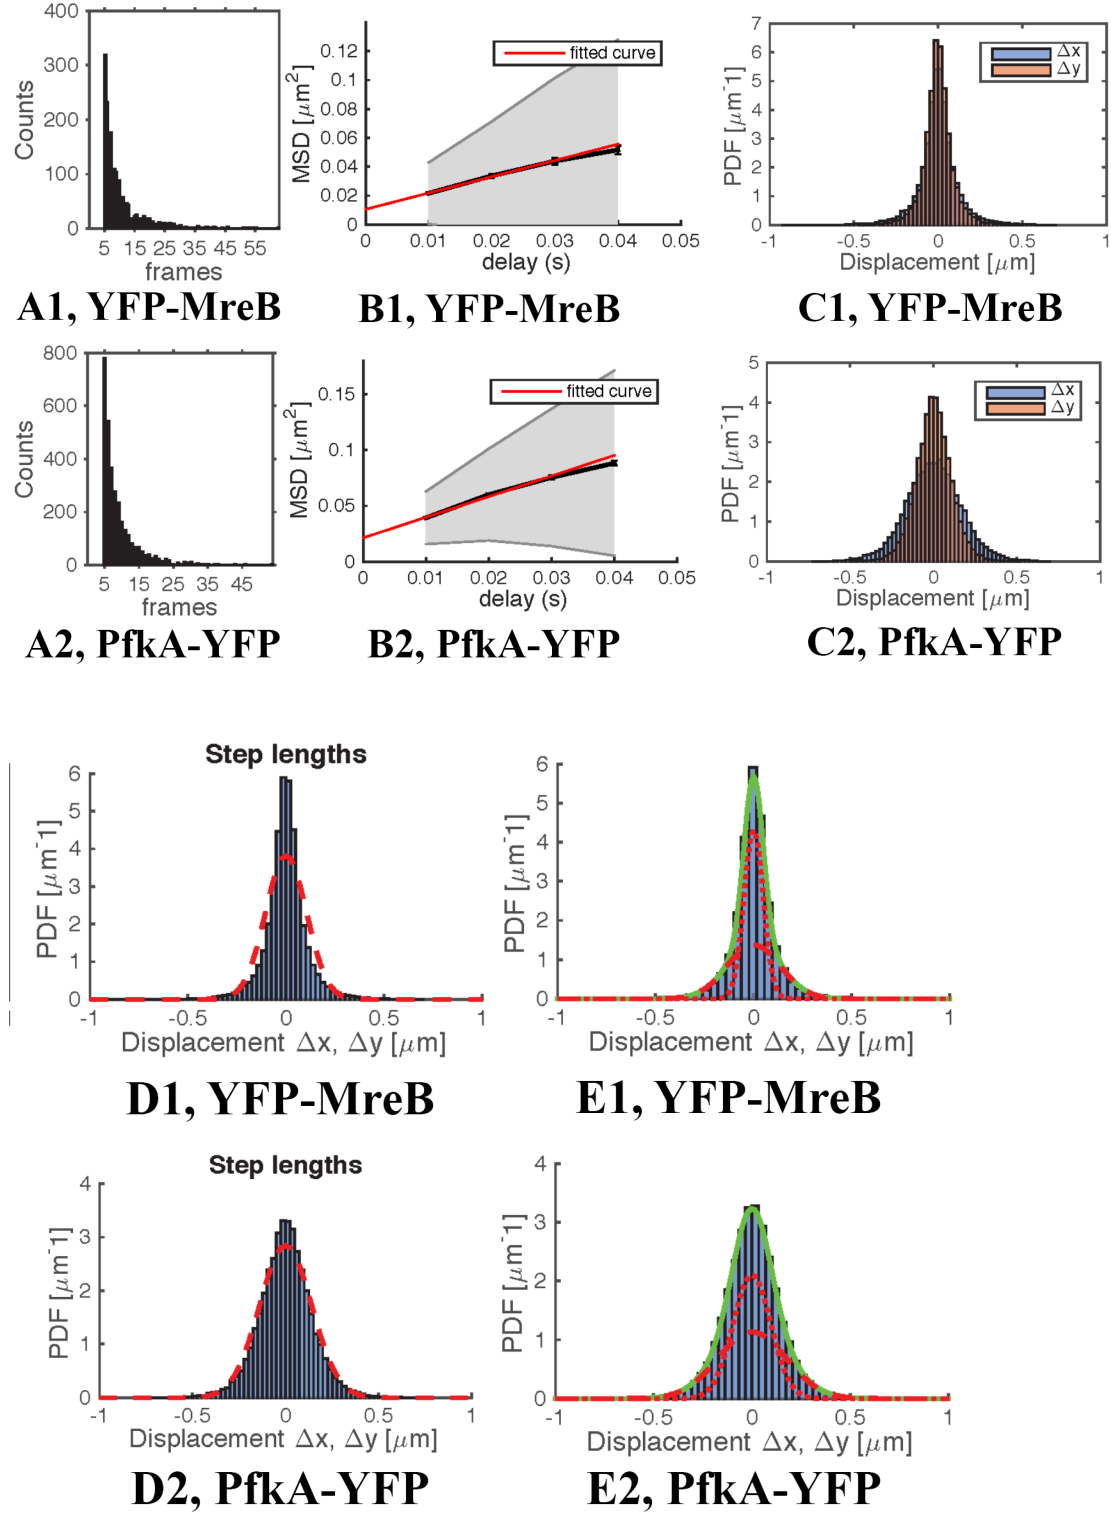 400
300
200
100
0
Counts
5 15 25 35 45 55
frames
A1, YFP-MreB
0.12
0.1
0.08
0.06
0.04
0.02
0
MSD [μm²]
fitted curve
0 0.01 0.02 0.03 0.04 0.05
delay (s)
B1, YFP-MreB
7
6
5
4
3
2
1
0
PDF [μm⁻1]
Δx
Δy
-1 -0.5 0 0.5 1
Displacement [μm]
C1, YFP-MreB
800
600
400
200
0
Counts
5 15 25 35 45
frames
A2, PfkA-YFP
0.15
0.1
0.05
0
MSD [μm²]
fitted curve
0 0.01 0.02 0.03 0.04 0.05
delay (s)
B2, PfkA-YFP
5
4
3
2
1
0
PDF [μm⁻1]
Δx
Δy
-1 -0.5 0 0.5 1
Displacement [μm]
C2, PfkA-YFP
Step lengths
6
5
4
3
2
1
0
PDF [μm⁻1]
-1 -0.5 0 0.5 1
Displacement Δx, Δy [μm]
D1, YFP-MreB
6
5
4
3
2
1
0
PDF [μm⁻1]
-1 -0.5 0 0.5 1
Displacement Δx, Δy [μm]
E1, YFP-MreB
Step lengths
4
3
2
1
0
PDF [μm⁻1]
-1 -0.5 0 0.5 1
Displacement Δx, Δy [μm]
D2, PfkA-YFP
4
3
2
1
0
PDF [μm⁻1]
-1 -0.5 0 0.5 1
Displacement Δx, Δy [μm]
E2, PfkA-YFP